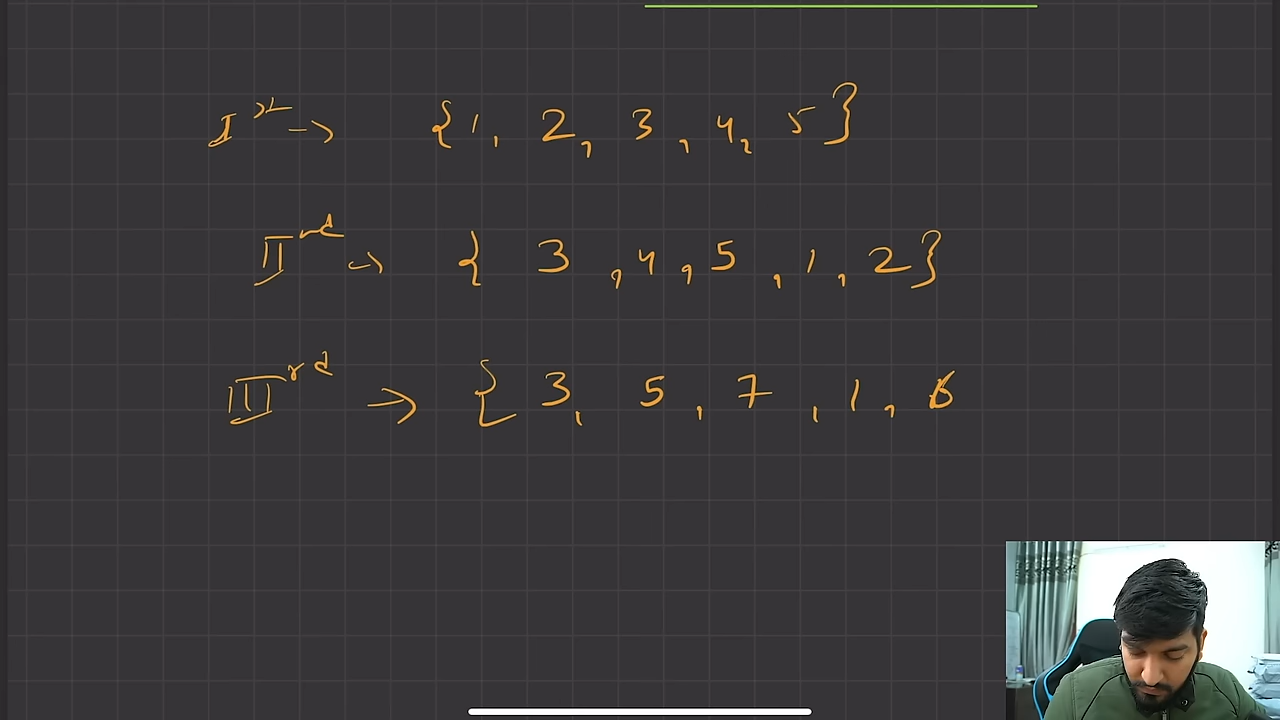 Ist -> {1, 2, 3, 4, 5}
IInd -> { 3, 4, 5, 1, 2}
IIIrd -> { 3, 5, 7, 1, 6